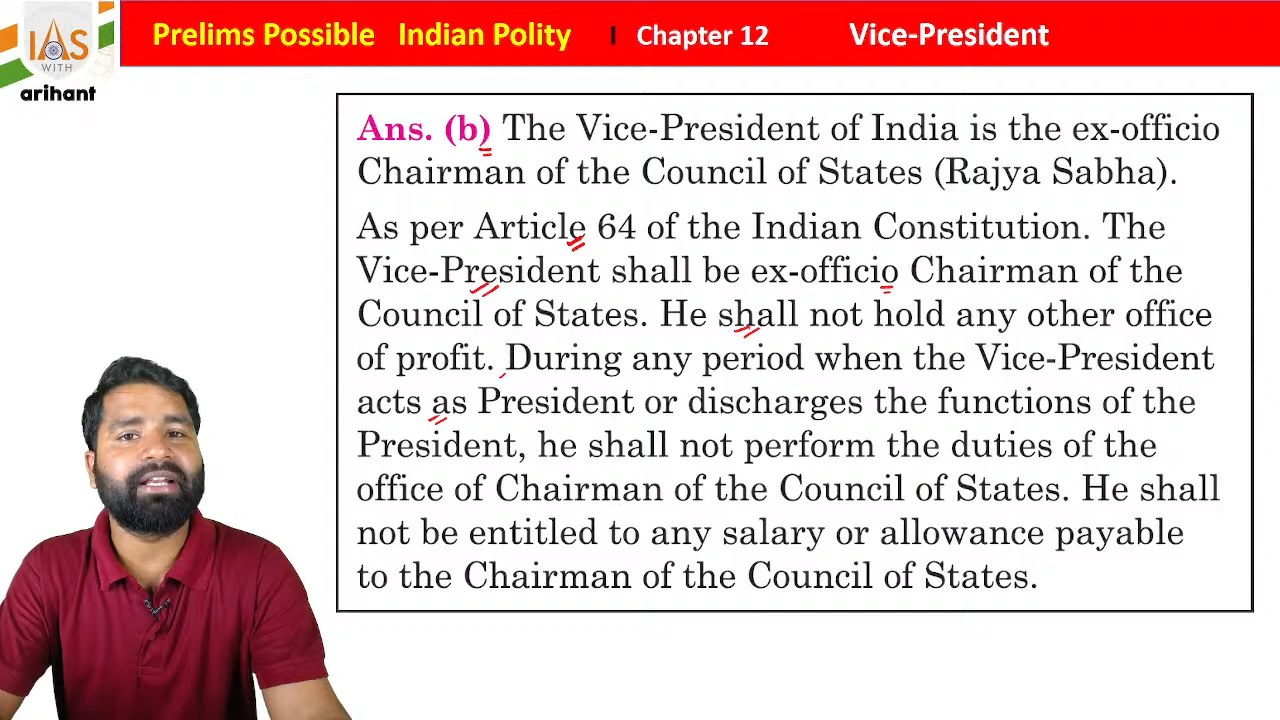 Prelims Possible Indian Polity | Chapter 12 Vice-President
IAS
WITH
arihant
Ans. (b) The Vice-President of India is the ex-officio
Chairman of the Council of States (Rajya Sabha).
As per Article 64 of the Indian Constitution. The
Vice-President shall be ex-officio Chairman of the
Council of States. He shall not hold any other office
of profit. During any period when the Vice-President
acts as President or discharges the functions of the
President, he shall not perform the duties of the
office of Chairman of the Council of States. He shall
not be entitled to any salary or allowance payable
to the Chairman of the Council of States.